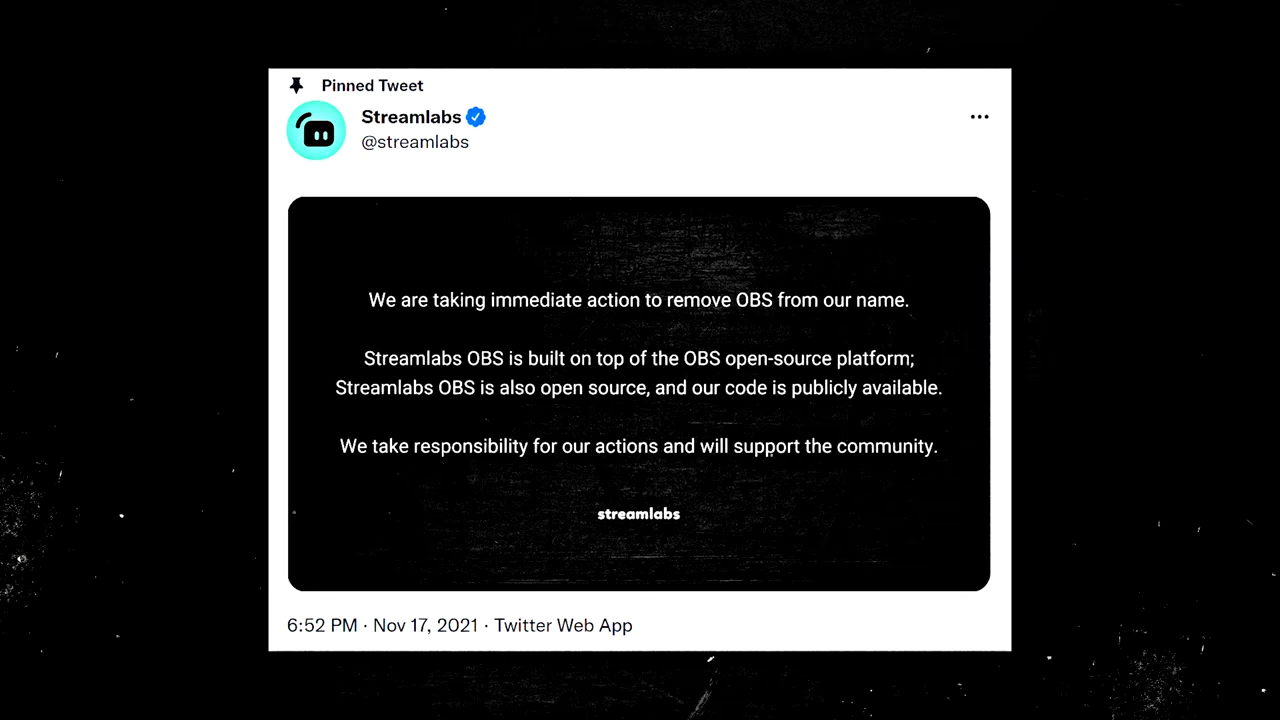 Pinned Tweet
Streamlabs
@streamlabs
We are taking immediate action to remove OBS from our name.
Streamlabs OBS is built on top of the OBS open-source platform;
Streamlabs OBS is also open source, and our code is publicly available.
We take responsibility for our actions and will support the community.
streamlabs
6:52 PM · Nov 17, 2021 · Twitter Web App